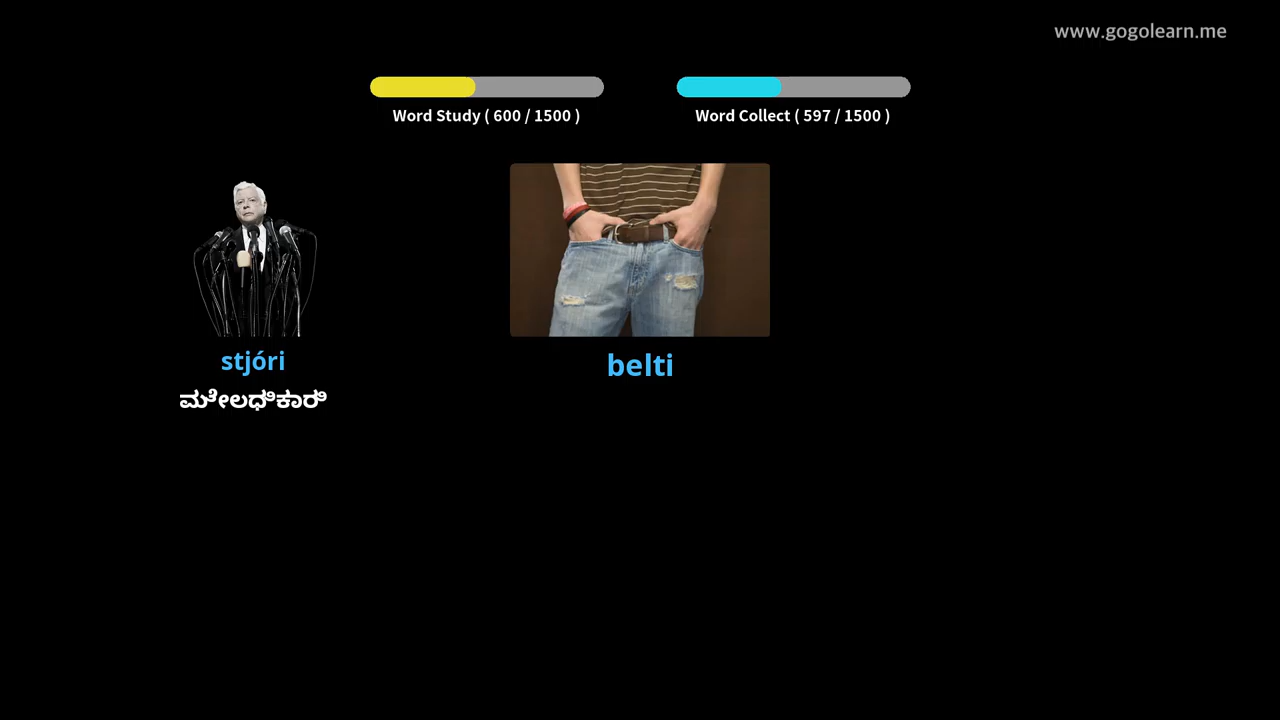 www.gogolearn.me
Word Study ( 600 / 1500 )
Word Collect ( 597 / 1500 )
stjóri
ಮೇಲಧಿಕಾರಿ
belti